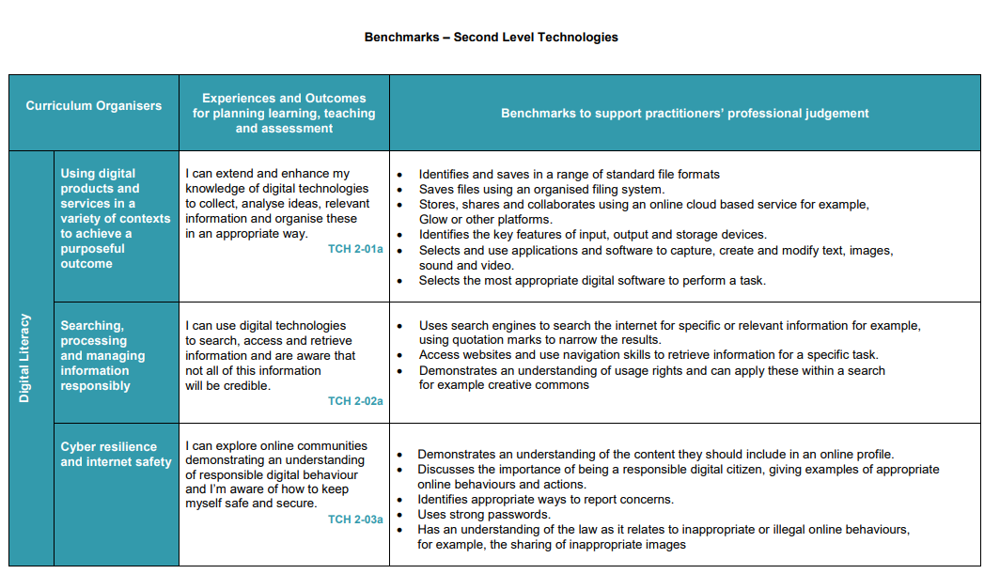 Benchmarks – Second Level Technologies
Curriculum Organisers
Experiences and Outcomes
for planning learning, teaching
and assessment
Benchmarks to support practitioners' professional judgement
Digital Literacy
Using digital
products and
services in a
variety of contexts
to achieve a
purposeful
outcome
I can extend and enhance my
knowledge of digital technologies
to collect, analyse ideas, relevant
information and organise these
in an appropriate way.
TCH 2-01a
• Identifies and saves in a range of standard file formats
• Saves files using an organised filing system.
• Stores, shares and collaborates using an online cloud based service for example,
Glow or other platforms.
• Identifies the key features of input, output and storage devices.
• Selects and use applications and software to capture, create and modify text, images,
sound and video.
• Selects the most appropriate digital software to perform a task.
Searching,
processing
and managing
information
responsibly
I can use digital technologies
to search, access and retrieve
information and are aware that
not all of this information
will be credible.
TCH 2-02a
• Uses search engines to search the internet for specific or relevant information for example,
using quotation marks to narrow the results.
• Access websites and use navigation skills to retrieve information for a specific task.
• Demonstrates an understanding of usage rights and can apply these within a search
for example creative commons
Cyber resilience
and internet safety
I can explore online communities
demonstrating an understanding
of responsible digital behaviour
and I'm aware of how to keep
myself safe and secure.
TCH 2-03a
• Demonstrates an understanding of the content they should include in an online profile.
• Discusses the importance of being a responsible digital citizen, giving examples of appropriate
online behaviours and actions.
• Identifies appropriate ways to report concerns.
• Uses strong passwords.
• Has an understanding of the law as it relates to inappropriate or illegal online behaviours,
for example, the sharing of inappropriate images